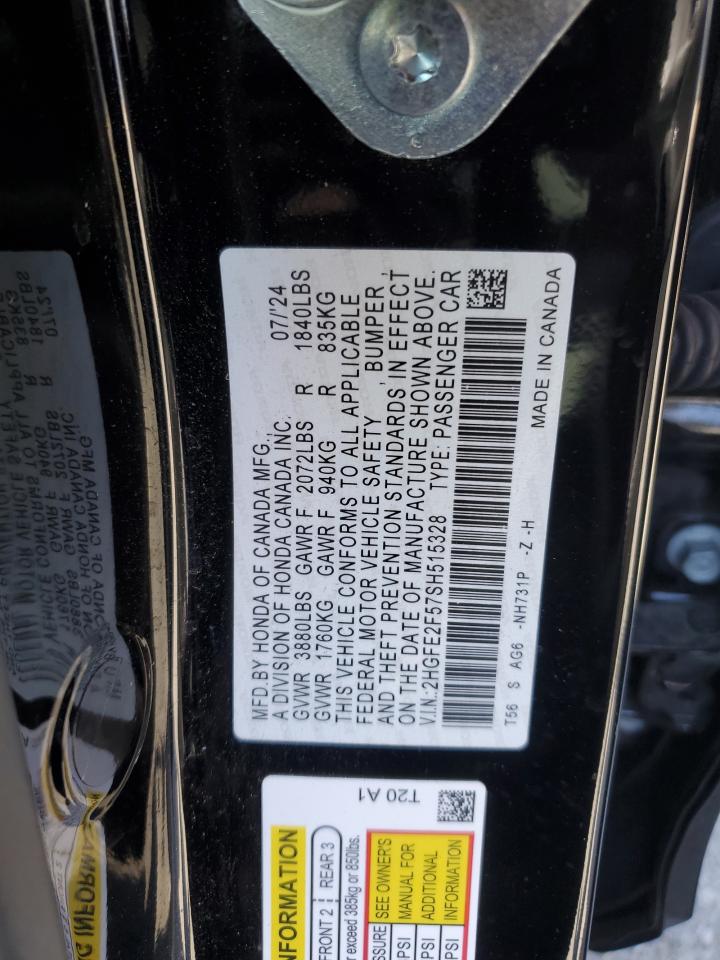 MFD.BY HONDA OF CANADA MFG., 07/'24
A DIVISION OF HONDA CANADA INC.
GVWR 3880LBS GAWR F 2072LBS R 1840LBS
GVWR 1760KG GAWR F 940KG R 835KG
THIS VEHICLE CONFORMS TO ALL APPLICABLE
FEDERAL MOTOR VEHICLE SAFETY , BUMPER ,
AND THEFT PREVENTION STANDARDS IN EFFECT
ON THE DATE OF MANUFACTURE SHOWN ABOVE.
V.I.N.:2HGFE2F57SH515328 TYPE: PASSENGER CAR
T56 S AG6 -NH731P -Z -H
MADE IN CANADA
T20 A1
INFORMATION
FRONT 2 REAR 3
exceed 385kg or 850lbs.
SEE OWNER'S
PSI MANUAL FOR
PSI ADDITIONAL
PSI INFORMATION